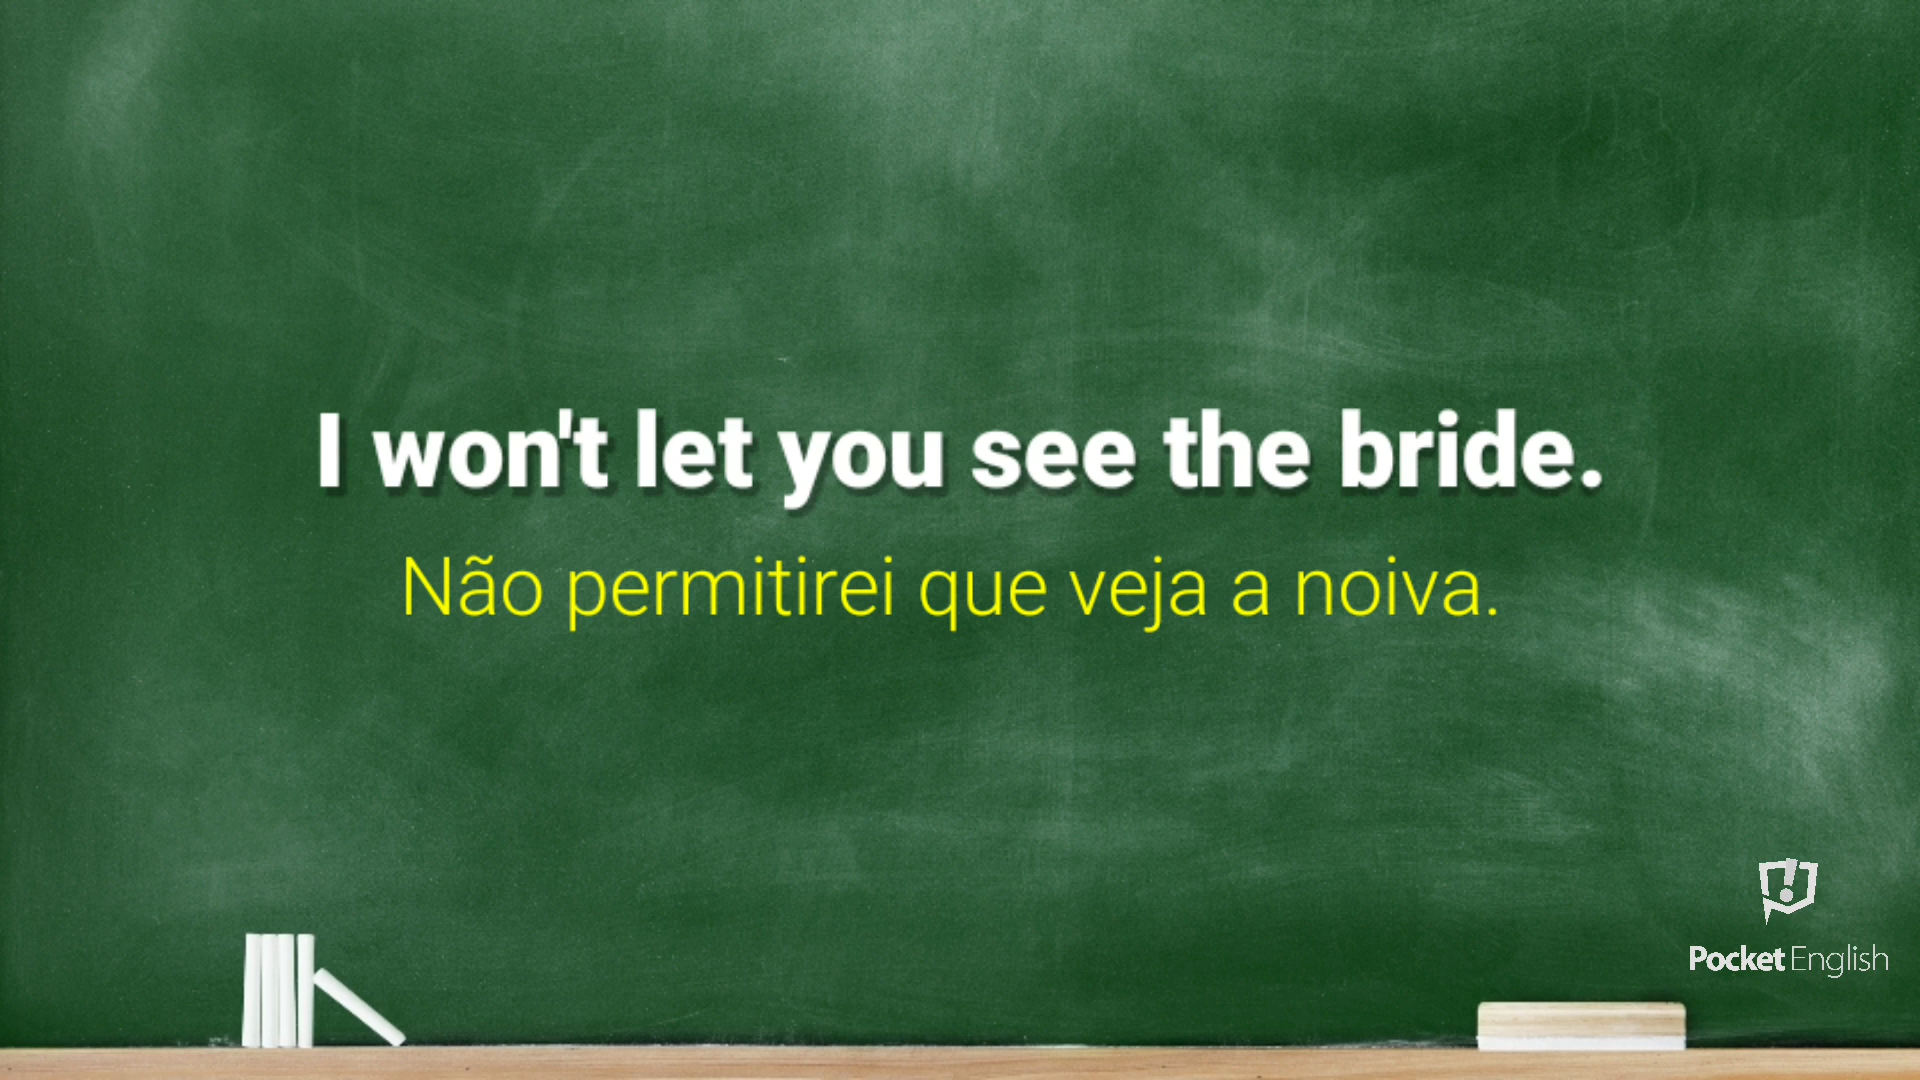 I won't let you see the bride.
Não permitirei que veja a noiva.
Pocket English